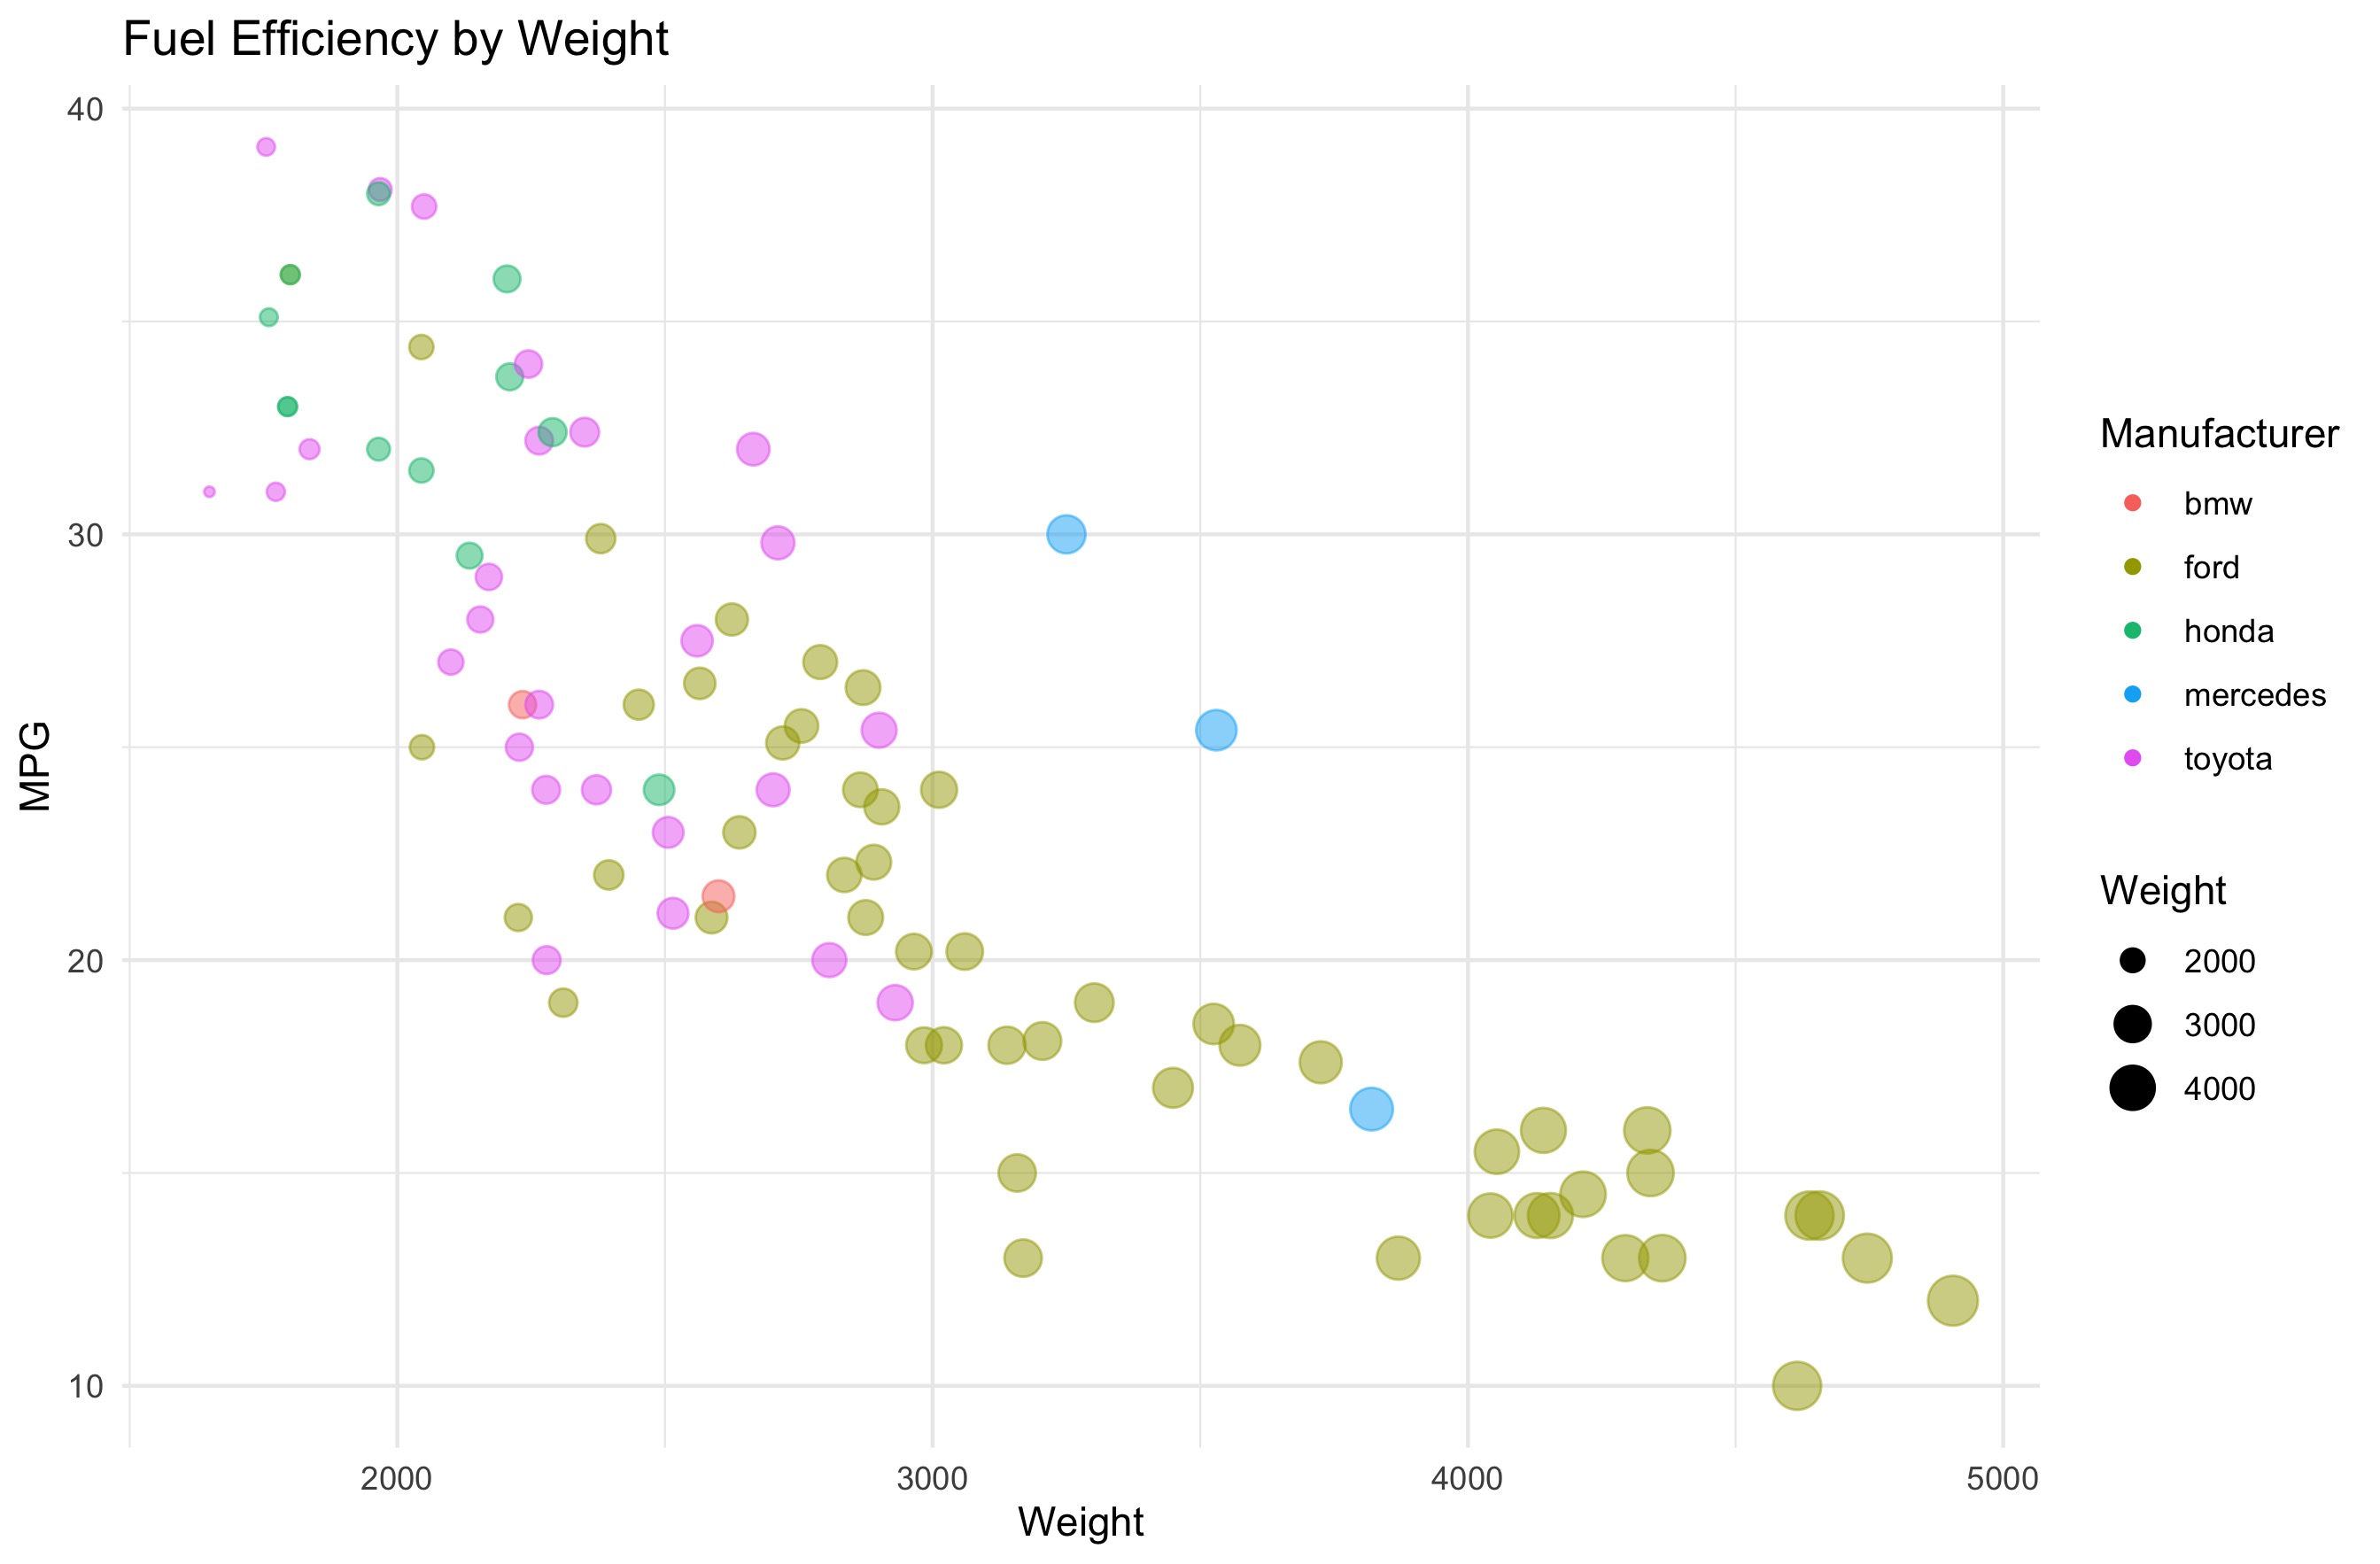 Fuel Efficiency by Weight
40
30
20
10
MPG
2000 3000 4000 5000
Weight
Manufacturer
bmw
ford
honda
mercedes
toyota
Weight
2000
3000
4000